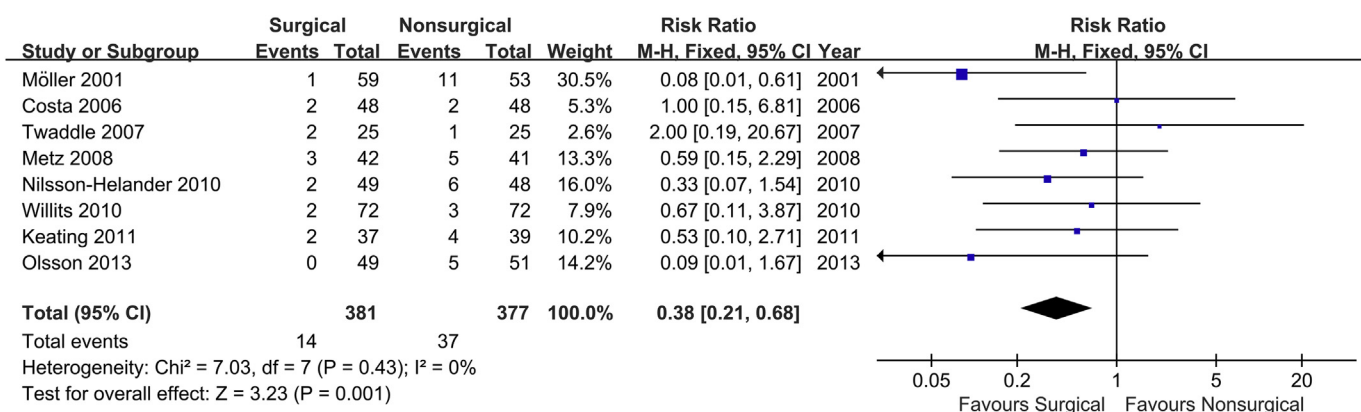 Surgical Nonsurgical Risk Ratio Risk Ratio
Study or Subgroup Events Total Events Total Weight M-H, Fixed, 95% CI Year M-H, Fixed, 95% CI
Möller 2001 1 59 11 53 30.5% 0.08 [0.01, 0.61] 2001
Costa 2006 2 48 2 48 5.3% 1.00 [0.15, 6.81] 2006
Twaddle 2007 2 25 1 25 2.6% 2.00 [0.19, 20.67] 2007
Metz 2008 3 42 5 41 13.3% 0.59 [0.15, 2.29] 2008
Nilsson-Helander 2010 2 49 6 48 16.0% 0.33 [0.07, 1.54] 2010
Willits 2010 2 72 3 72 7.9% 0.67 [0.11, 3.87] 2010
Keating 2011 2 37 4 39 10.2% 0.53 [0.10, 2.71] 2011
Olsson 2013 0 49 5 51 14.2% 0.09 [0.01, 1.67] 2013
Total (95% CI) 381 377 100.0% 0.38 [0.21, 0.68]
Total events 14 37
Heterogeneity: Chi² = 7.03, df = 7 (P = 0.43); I² = 0%
Test for overall effect: Z = 3.23 (P = 0.001)
0.05 0.2 1 5 20
Favours Surgical Favours Nonsurgical